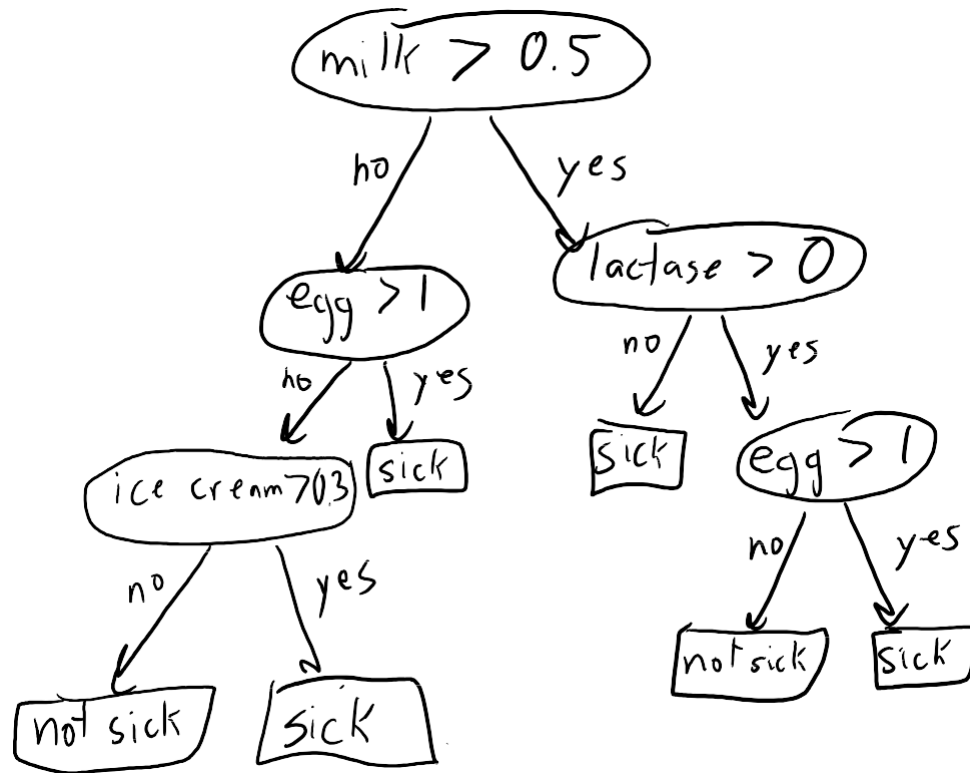 milk > 0.5
no
yes
lactase > 0
egg > 1
no
yes
no
yes
sick
sick
egg > 1
ice cream > 0.3
no
yes
no
yes
not sick
sick
not sick
sick